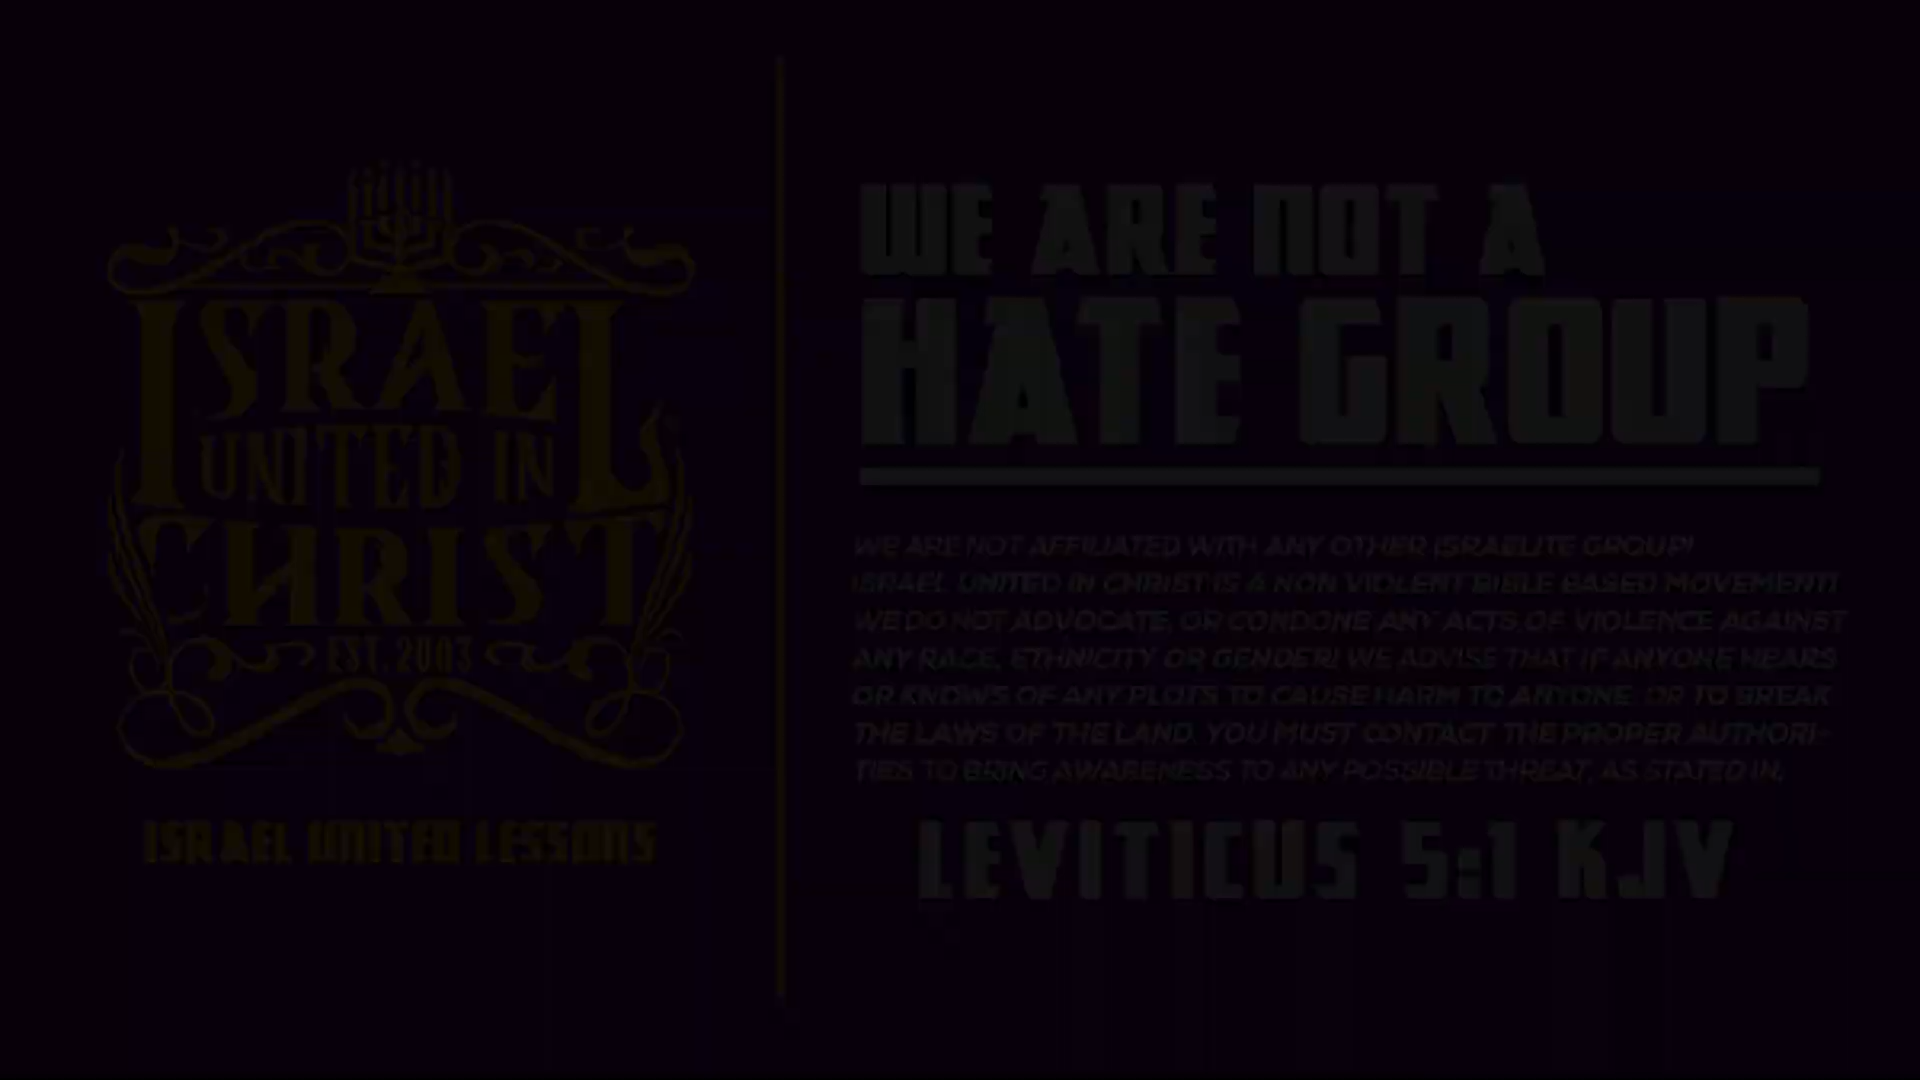 ISRAEL
UNITED IN
CHRIST
EST. 2003
ISRAEL UNITED LESSONS
WE ARE NOT A
HATE GROUP
WE ARE NOT AFFILIATED WITH ANY OTHER ISRAELITE GROUP!
ISRAEL UNITED IN CHRIST IS A NON VIOLENT BIBLE BASED MOVEMENT!
WE DO NOT ADVOCATE, OR CONDONE ANY ACTS OF VIOLENCE AGAINST
ANY RACE, ETHNICITY OR GENDER! WE ADVISE THAT IF ANYONE HEARS
OR KNOWS OF ANY PLOTS TO CAUSE HARM TO ANYONE OR TO BREAK
THE LAWS OF THE LAND. YOU MUST CONTACT THE PROPER AUTHORI-
TIES TO BRING AWARENESS TO ANY POSSIBLE THREAT, AS STATED IN,
LEVITICUS 5:1 KJV